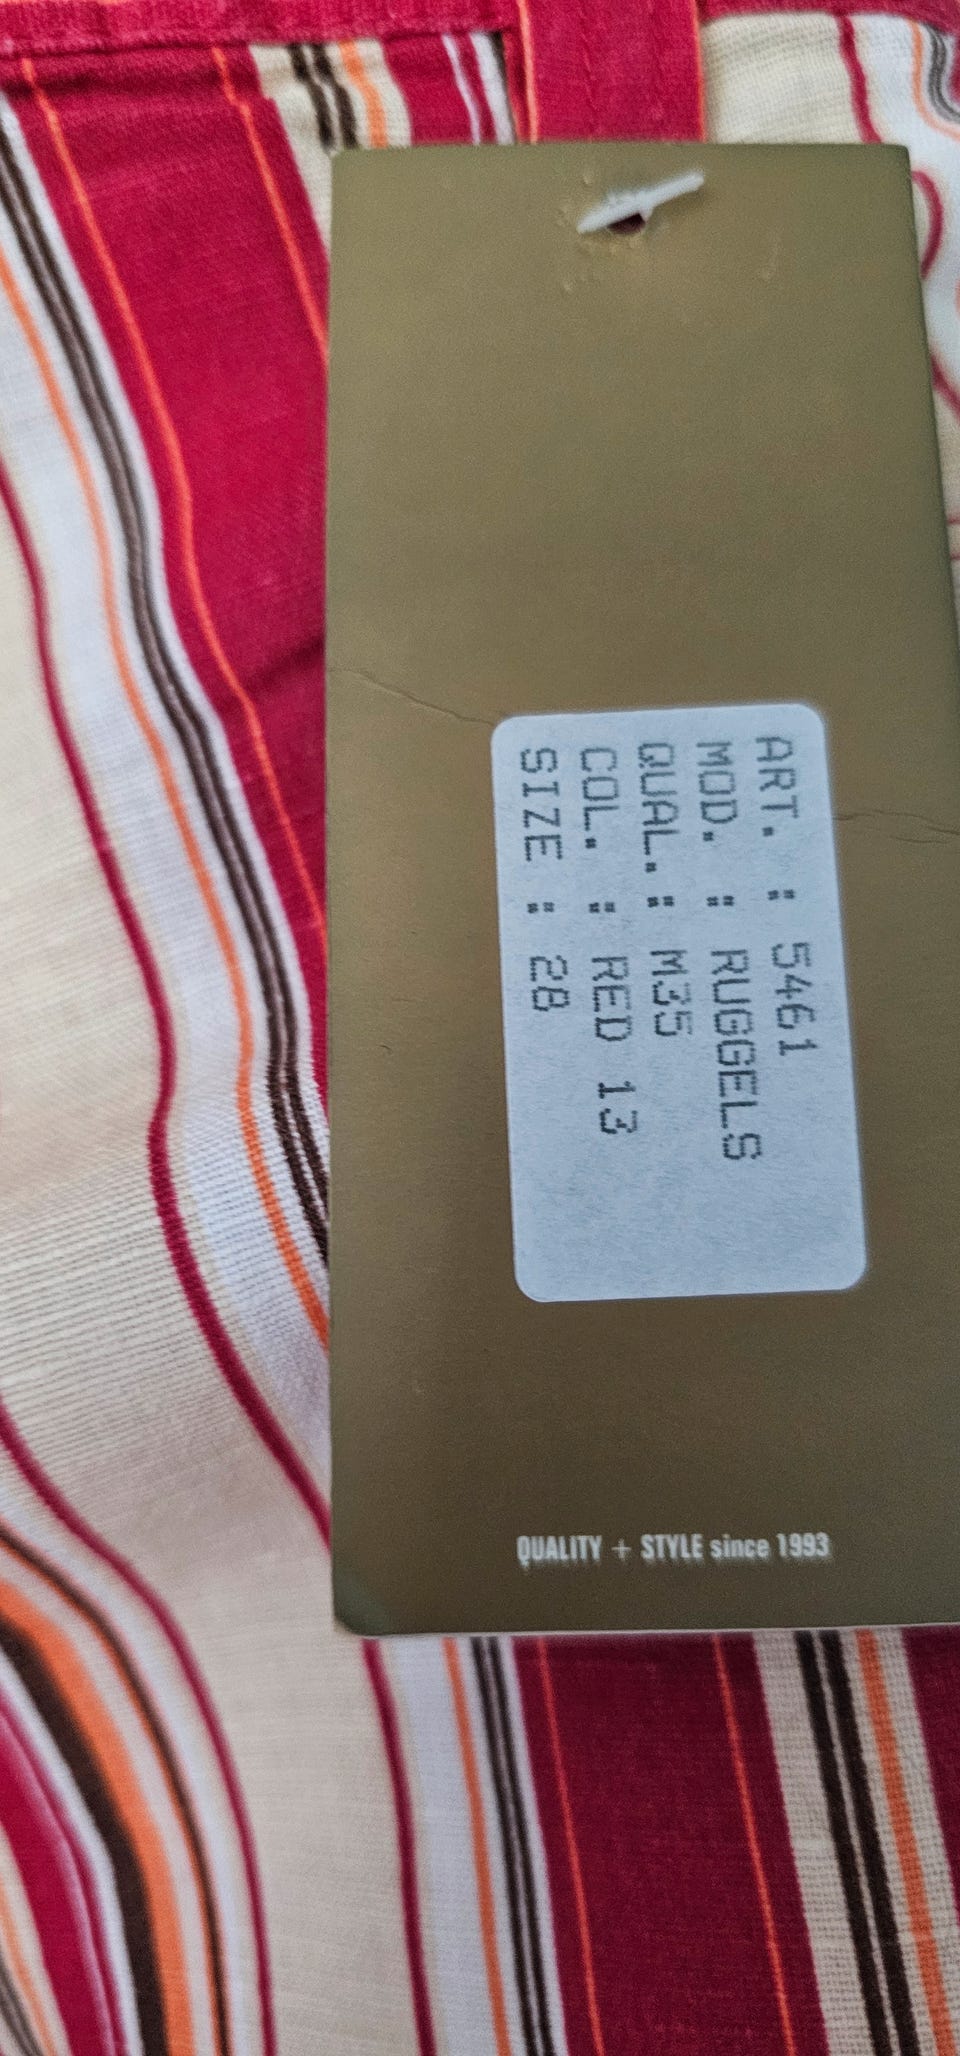 ART. : 5461
MOD. : RUGGELS
QUAL.: M35
COL. : RED 13
SIZE : 28
QUALITY + STYLE since 1993